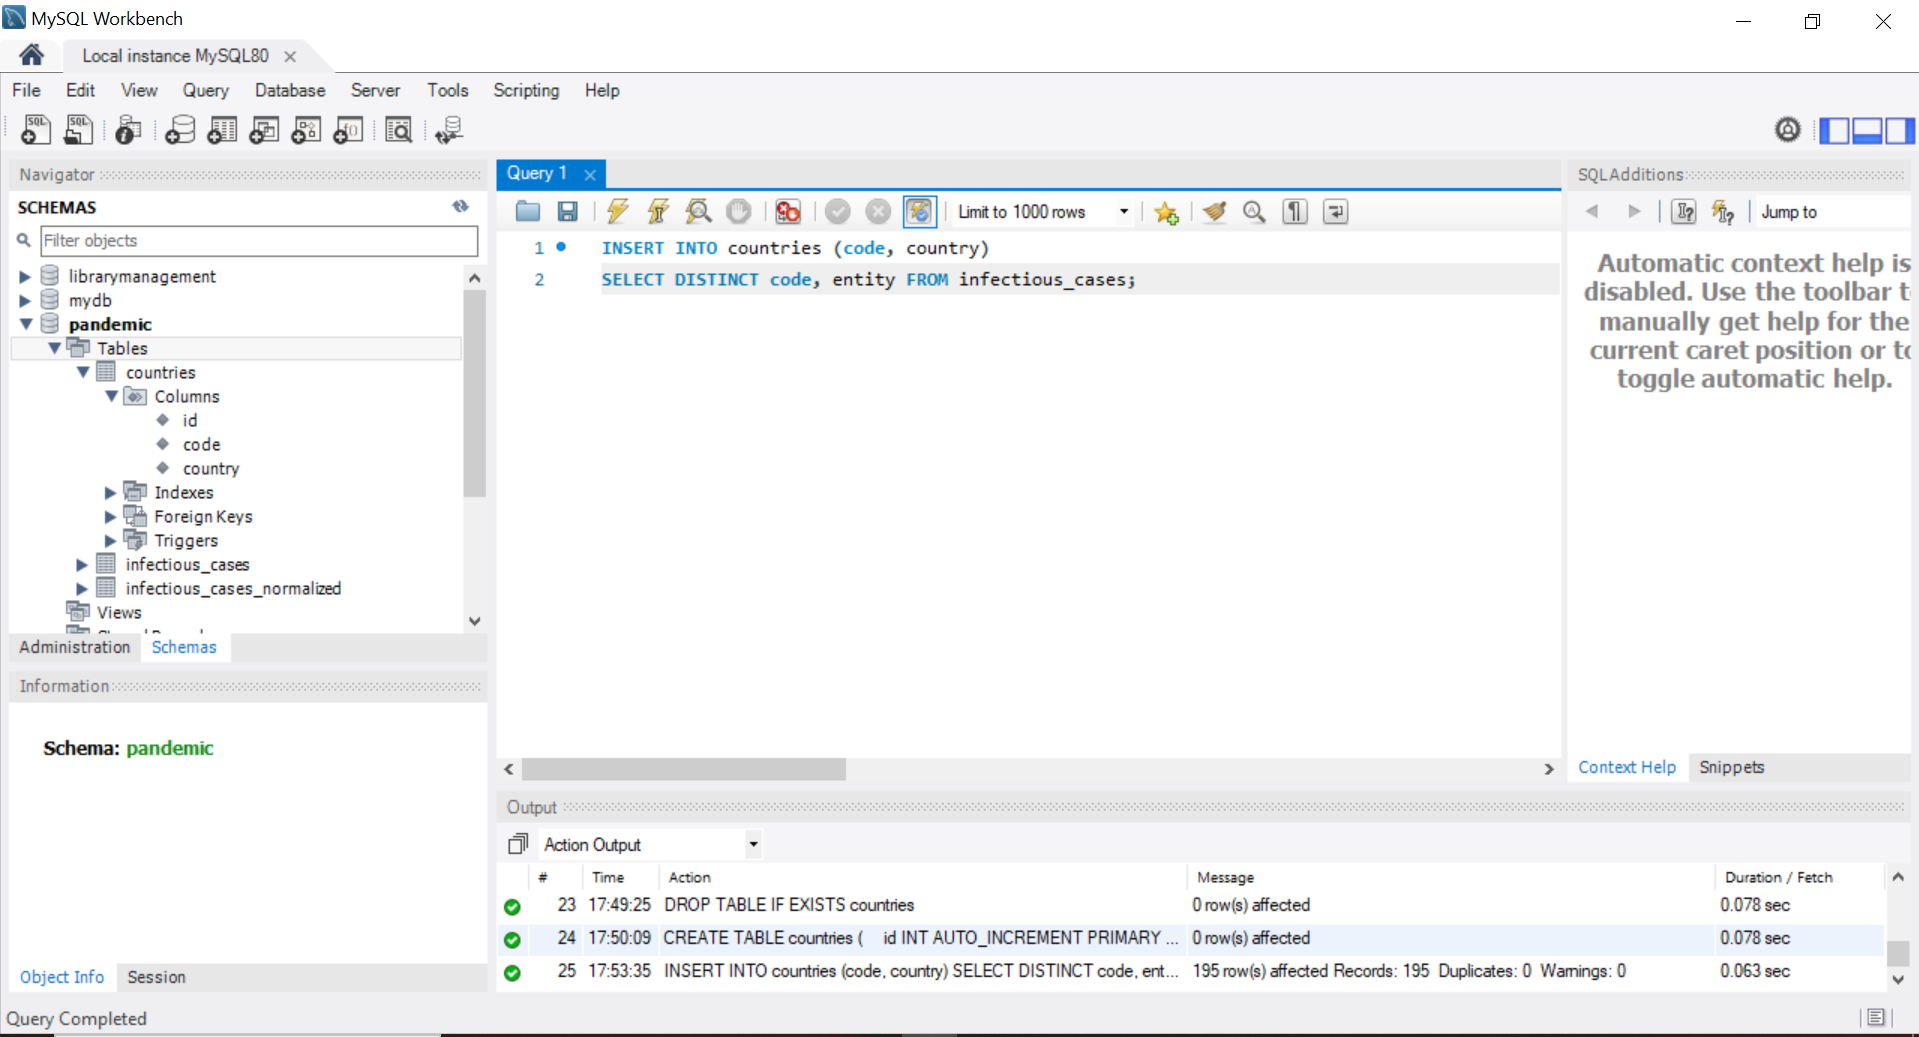 MySQL Workbench
Local instance MySQL80
File Edit View Query Database Server Tools Scripting Help
Navigator
SCHEMAS
Filter objects
librarymanagement
mydb
pandemic
Tables
countries
Columns
id
code
country
Indexes
Foreign Keys
Triggers
infectious_cases
infectious_cases_normalized
Views
Administration Schemas
Information
Schema: pandemic
Object Info Session
Query Completed
Query 1
Limit to 1000 rows
1 INSERT INTO countries (code, country)
2 SELECT DISTINCT code, entity FROM infectious_cases;
SQLAdditions
Jump to
Automatic context help is
disabled. Use the toolbar
manually get help for the
current caret position or
toggle automatic help.
Context Help Snippets
Output
Action Output
# Time Action Message Duration / Fetch
23 17:49:25 DROP TABLE IF EXISTS countries 0 row(s) affected 0.078 sec
24 17:50:09 CREATE TABLE countries ( id INT AUTO_INCREMENT PRIMARY ... 0 row(s) affected 0.078 sec
25 17:53:35 INSERT INTO countries (code, country) SELECT DISTINCT code, ent... 195 row(s) affected Records: 195 Duplicates: 0 Warnings: 0 0.063 sec